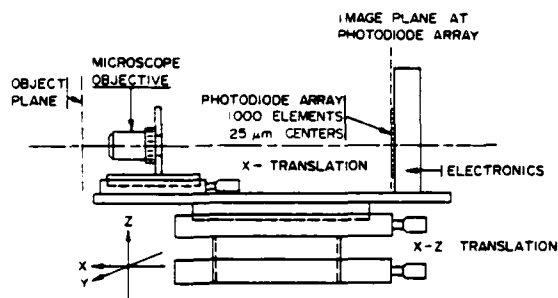 IMAGE PLANE AT
PHOTODIODE ARRAY
MICROSCOPE
OBJECTIVE
OBJECT
PLANE
PHOTODIODE ARRAY
1000 ELEMENTS
25 μm CENTERS
X- TRANSLATION
ELECTRONICS
X-Z TRANSLATION
Z
X
Y